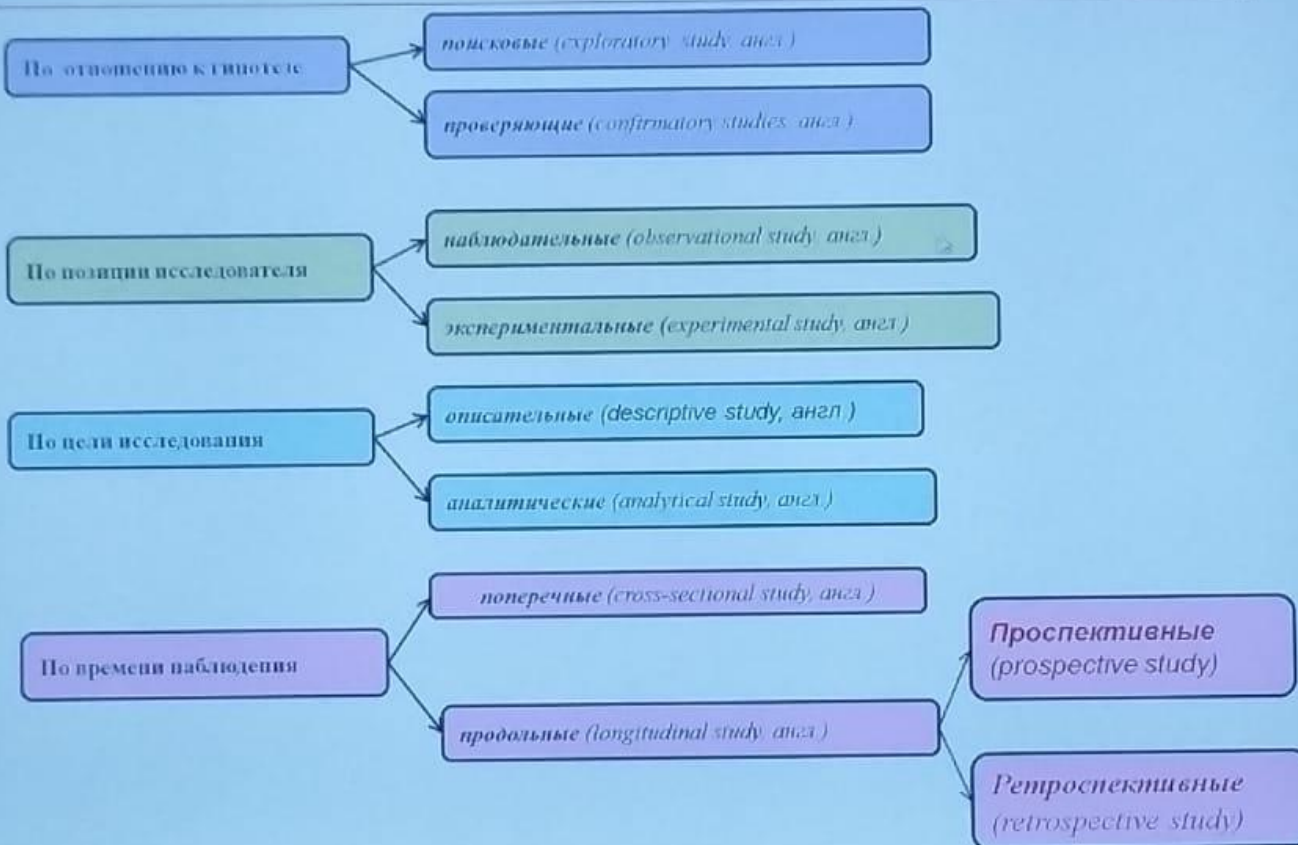 По отношению к гипотезе
поисковые (exploratory study, англ.)
проверяющие (confirmatory studies, англ.)
По позиции исследователя
наблюдательные (observational study, англ.)
экспериментальные (experimental study, англ.)
По цели исследования
описательные (descriptive study, англ.)
аналитические (analytical study, англ.)
По времени наблюдения
поперечные (cross-sectional study, англ.)
продольные (longitudinal study, англ.)
Проспективные
(prospective study)
Ретроспективные
(retrospective study)